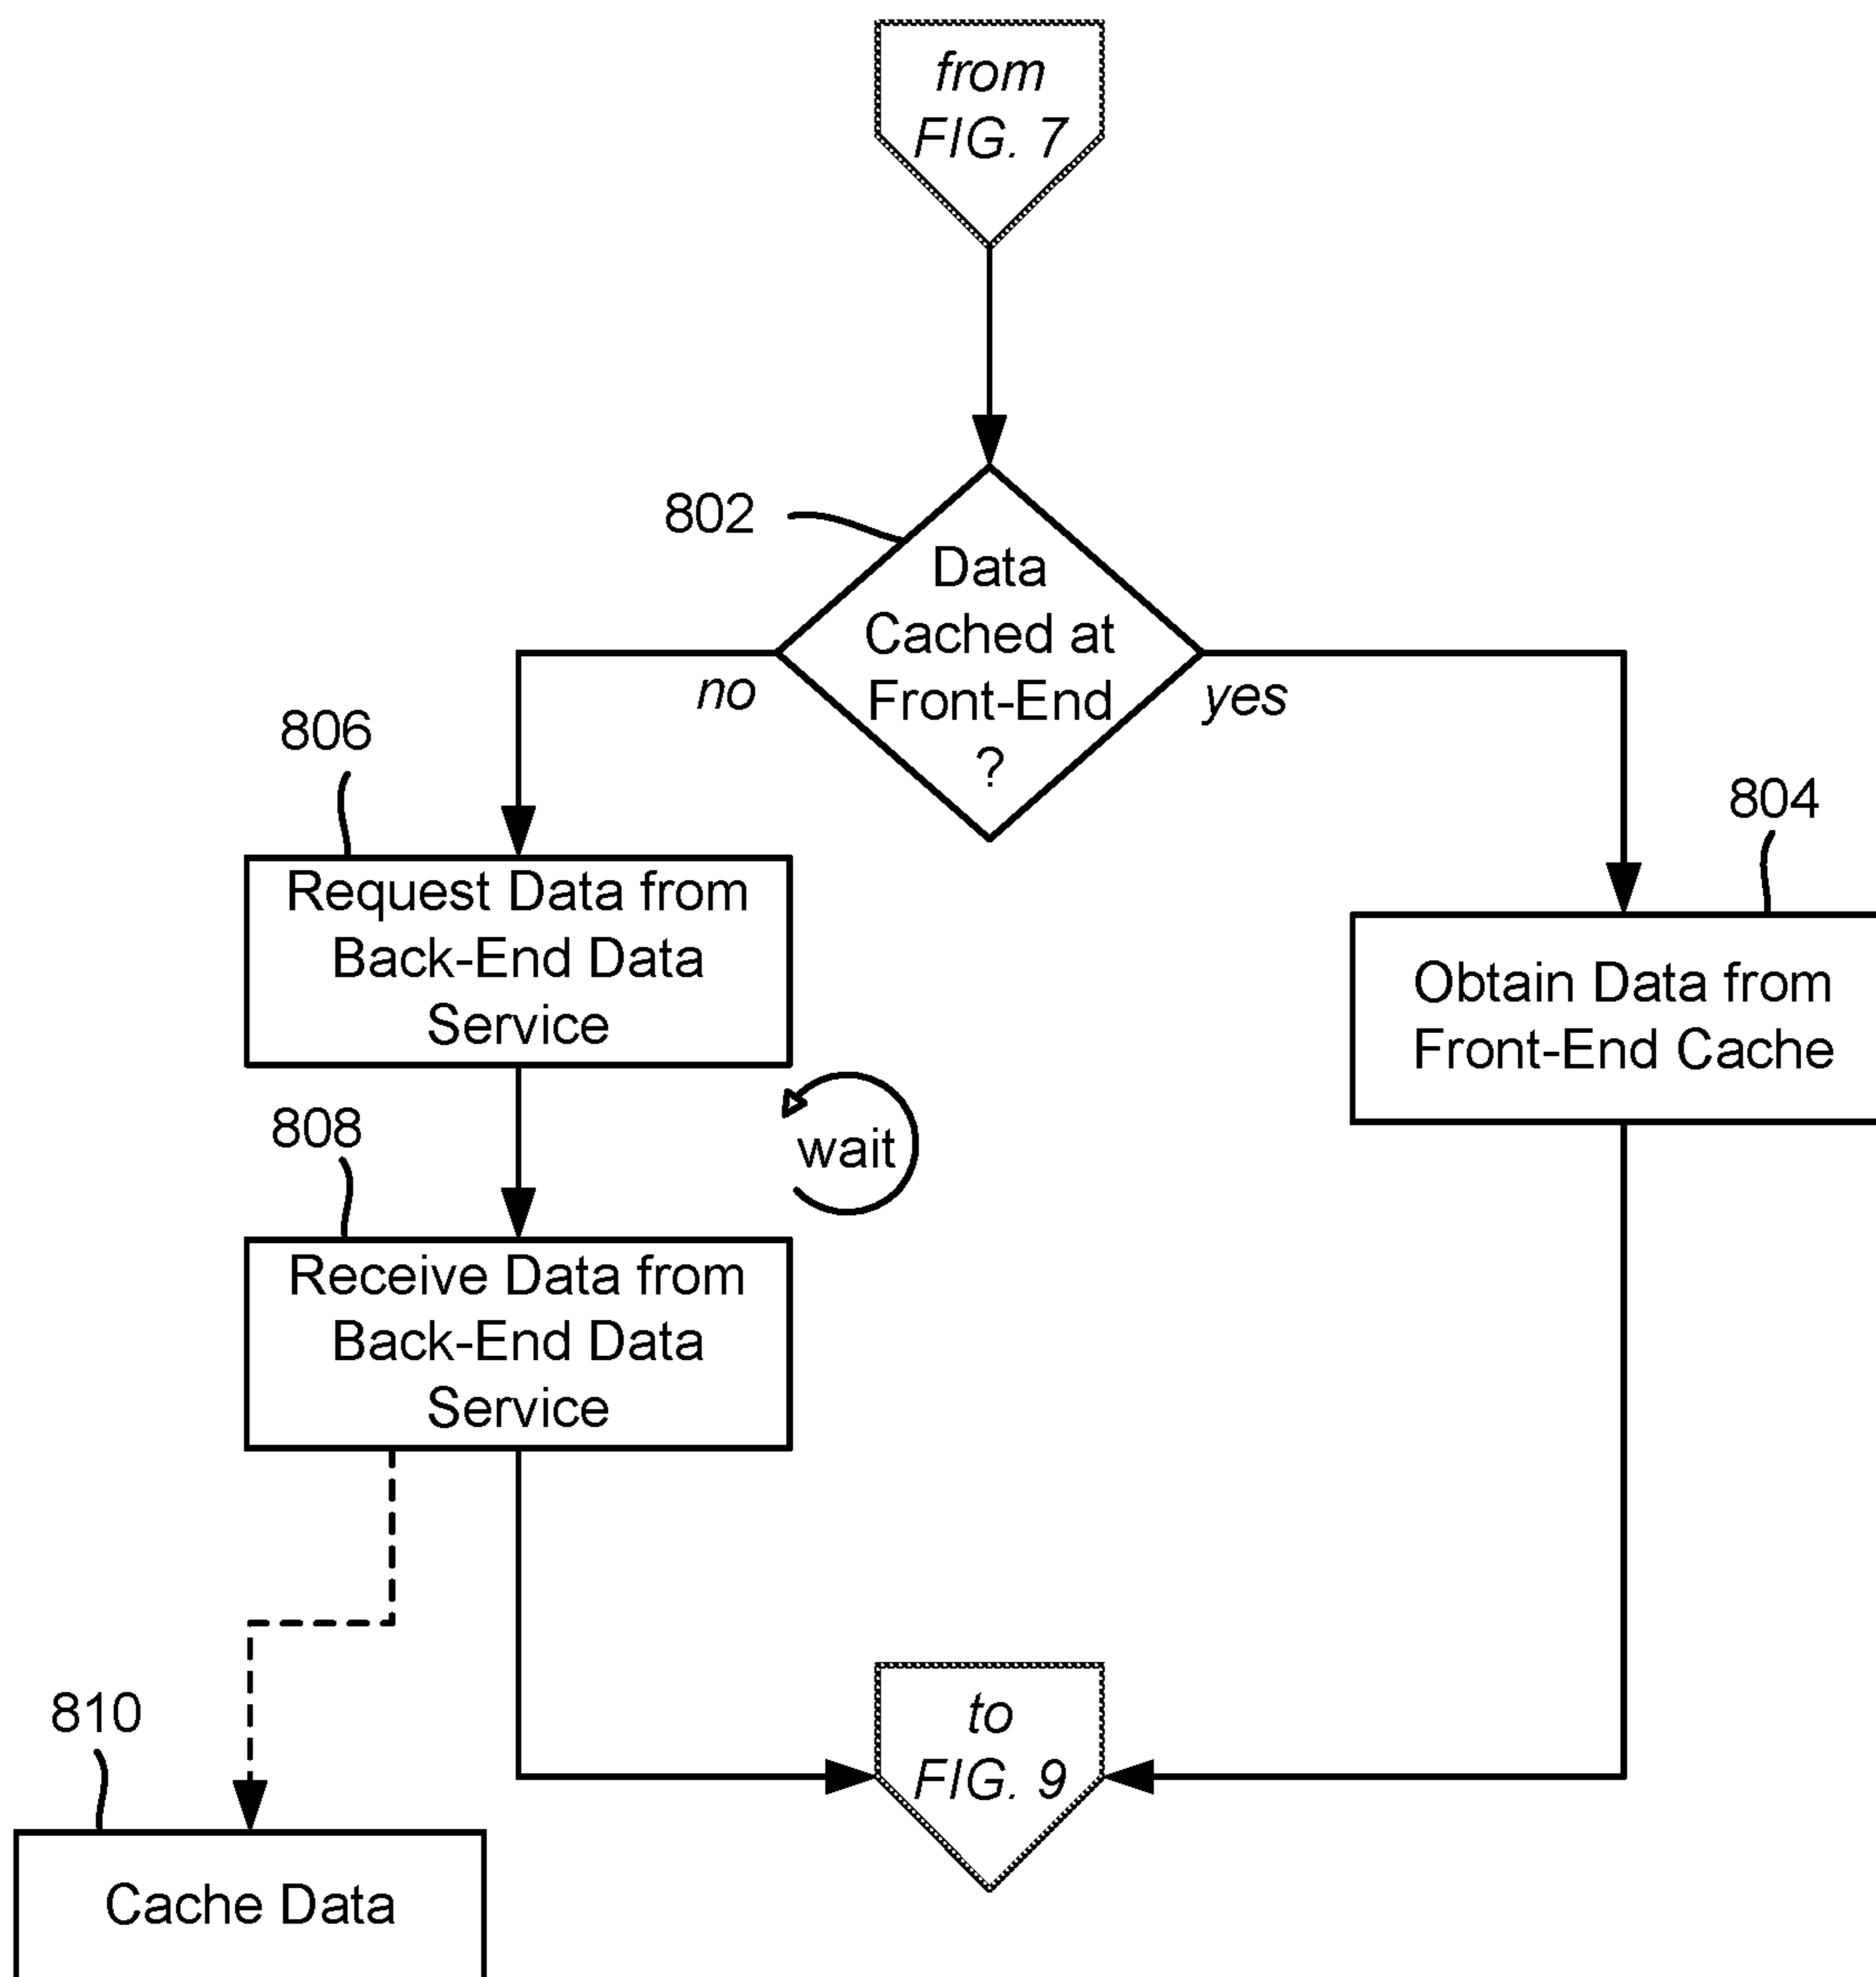 from
FIG. 7
802
Data
Cached at
Front-End
?
no
yes
806
804
Request Data from
Back-End Data
Service
Obtain Data from
Front-End Cache
808
wait
Receive Data from
Back-End Data
Service
810
to
FIG. 9
Cache Data